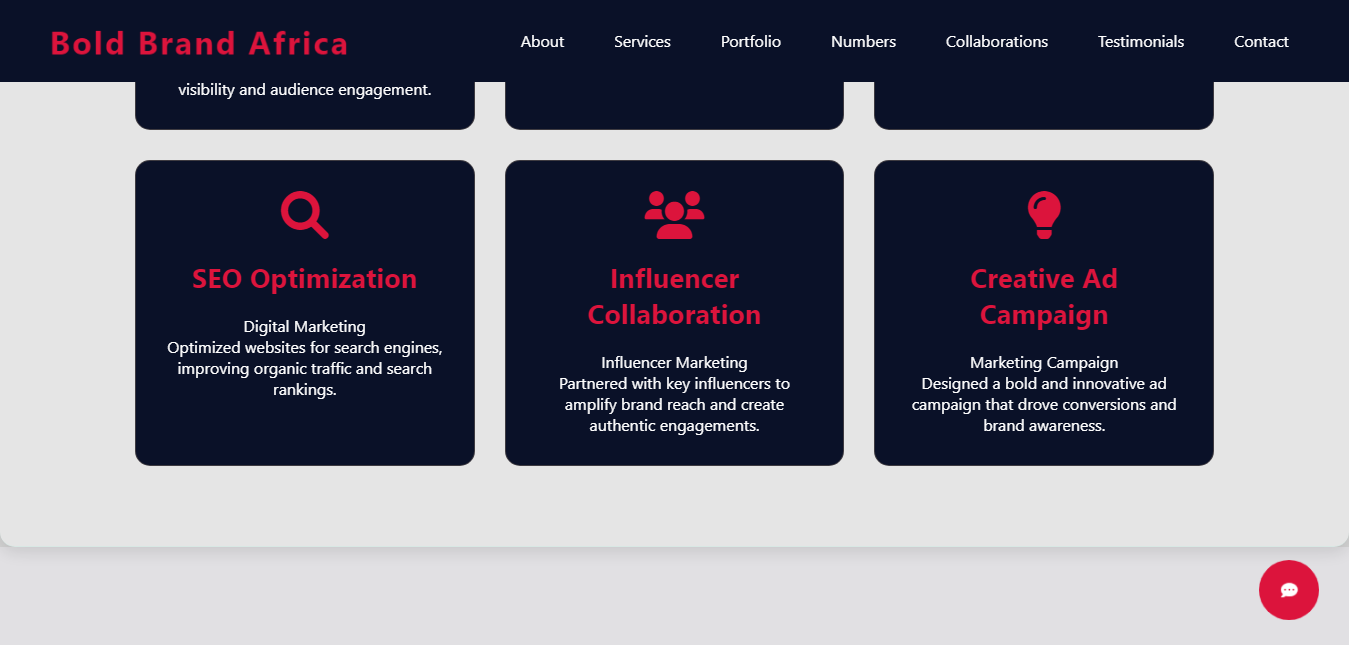 Bold Brand Africa
About Services Portfolio Numbers Collaborations Testimonials Contact
visibility and audience engagement.
SEO Optimization
Digital Marketing
Optimized websites for search engines,
improving organic traffic and search
rankings.
Influencer
Collaboration
Influencer Marketing
Partnered with key influencers to
amplify brand reach and create
authentic engagements.
Creative Ad
Campaign
Marketing Campaign
Designed a bold and innovative ad
campaign that drove conversions and
brand awareness.